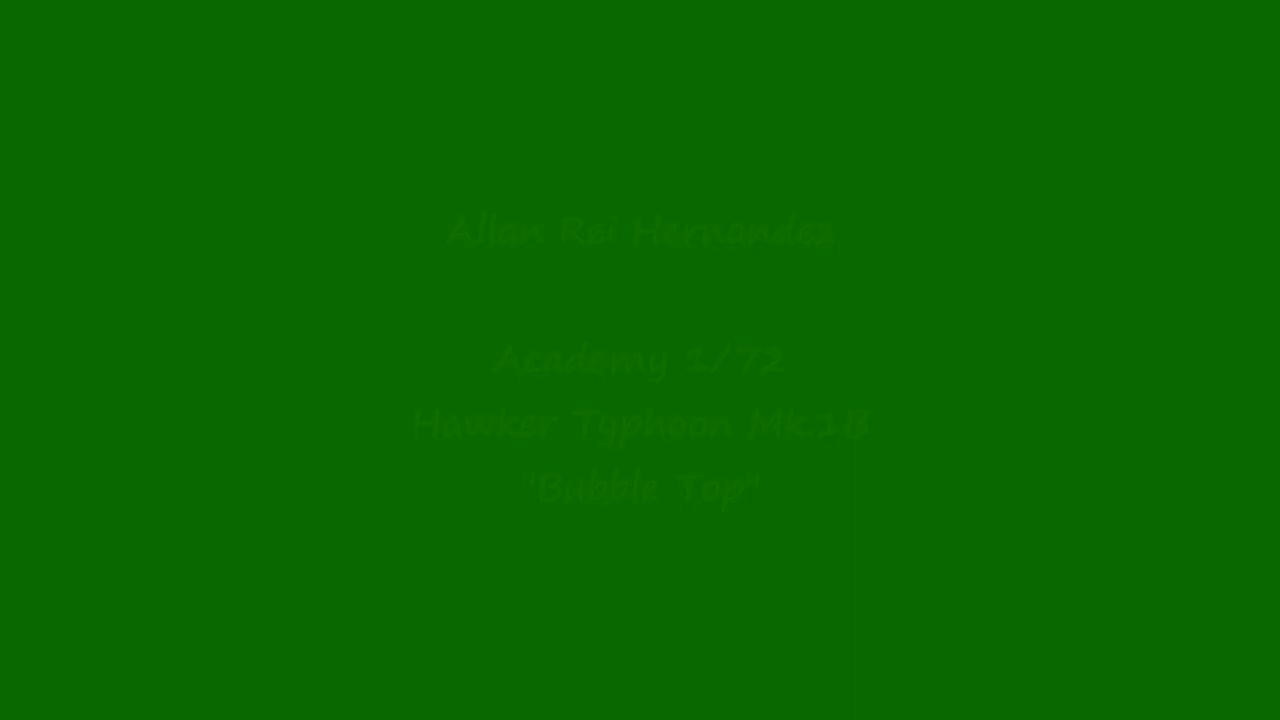 Allan Rei Hernandez
Academy 1/72
Hawker Typhoon Mk.1B
"Bubble Top"